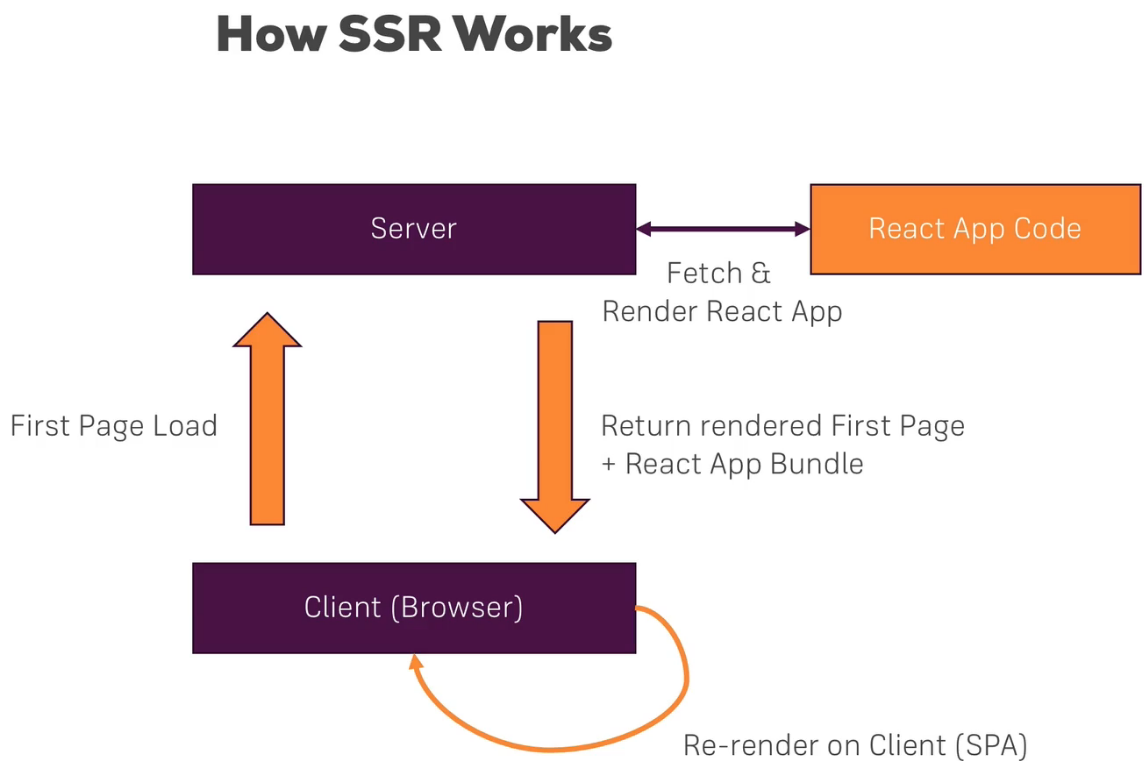 How SSR Works
Server
React App Code
Fetch &
Render React App
First Page Load
Return rendered First Page
+ React App Bundle
Client (Browser)
Re-render on Client (SPA)